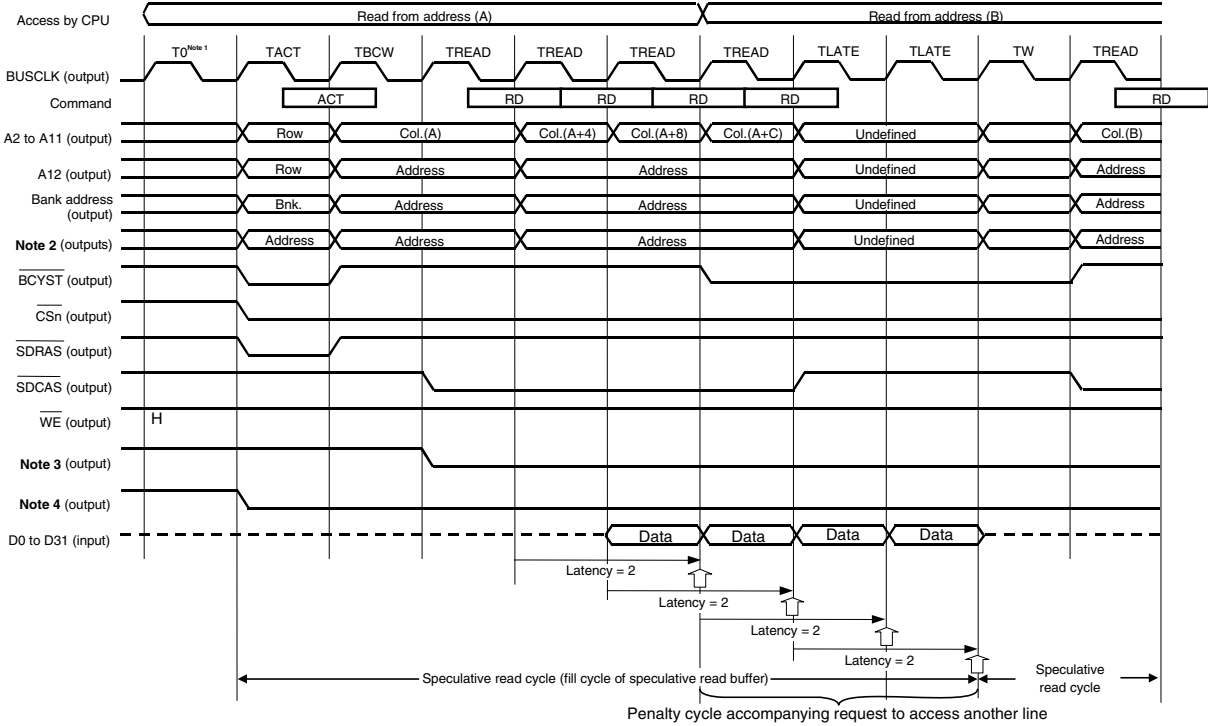 Access by CPU Read from address (A) Read from address (B)
T0 Note 1 TACT TBCW TREAD TREAD TREAD TREAD TLATE TLATE TW TREAD
BUSCLK (output)
Command ACT RD RD RD RD RD
A2 to A11 (output) Row Col.(A) Col.(A+4) Col.(A+8) Col.(A+C) Undefined Col.(B)
A12 (output) Row Address Address Undefined Address
Bank address
(output) Bnk. Address Address Undefined Address
Note 2 (outputs) Address Address Address Undefined Address
BCYST (output)
CSn (output)
SDRAS (output)
SDCAS (output)
WE (output) H
Note 3 (output)
Note 4 (output)
D0 to D31 (input) Data Data Data Data
Latency = 2
Latency = 2
Latency = 2
Latency = 2
Speculative read cycle (fill cycle of speculative read buffer)
Speculative
read cycle
Penalty cycle accompanying request to access another line